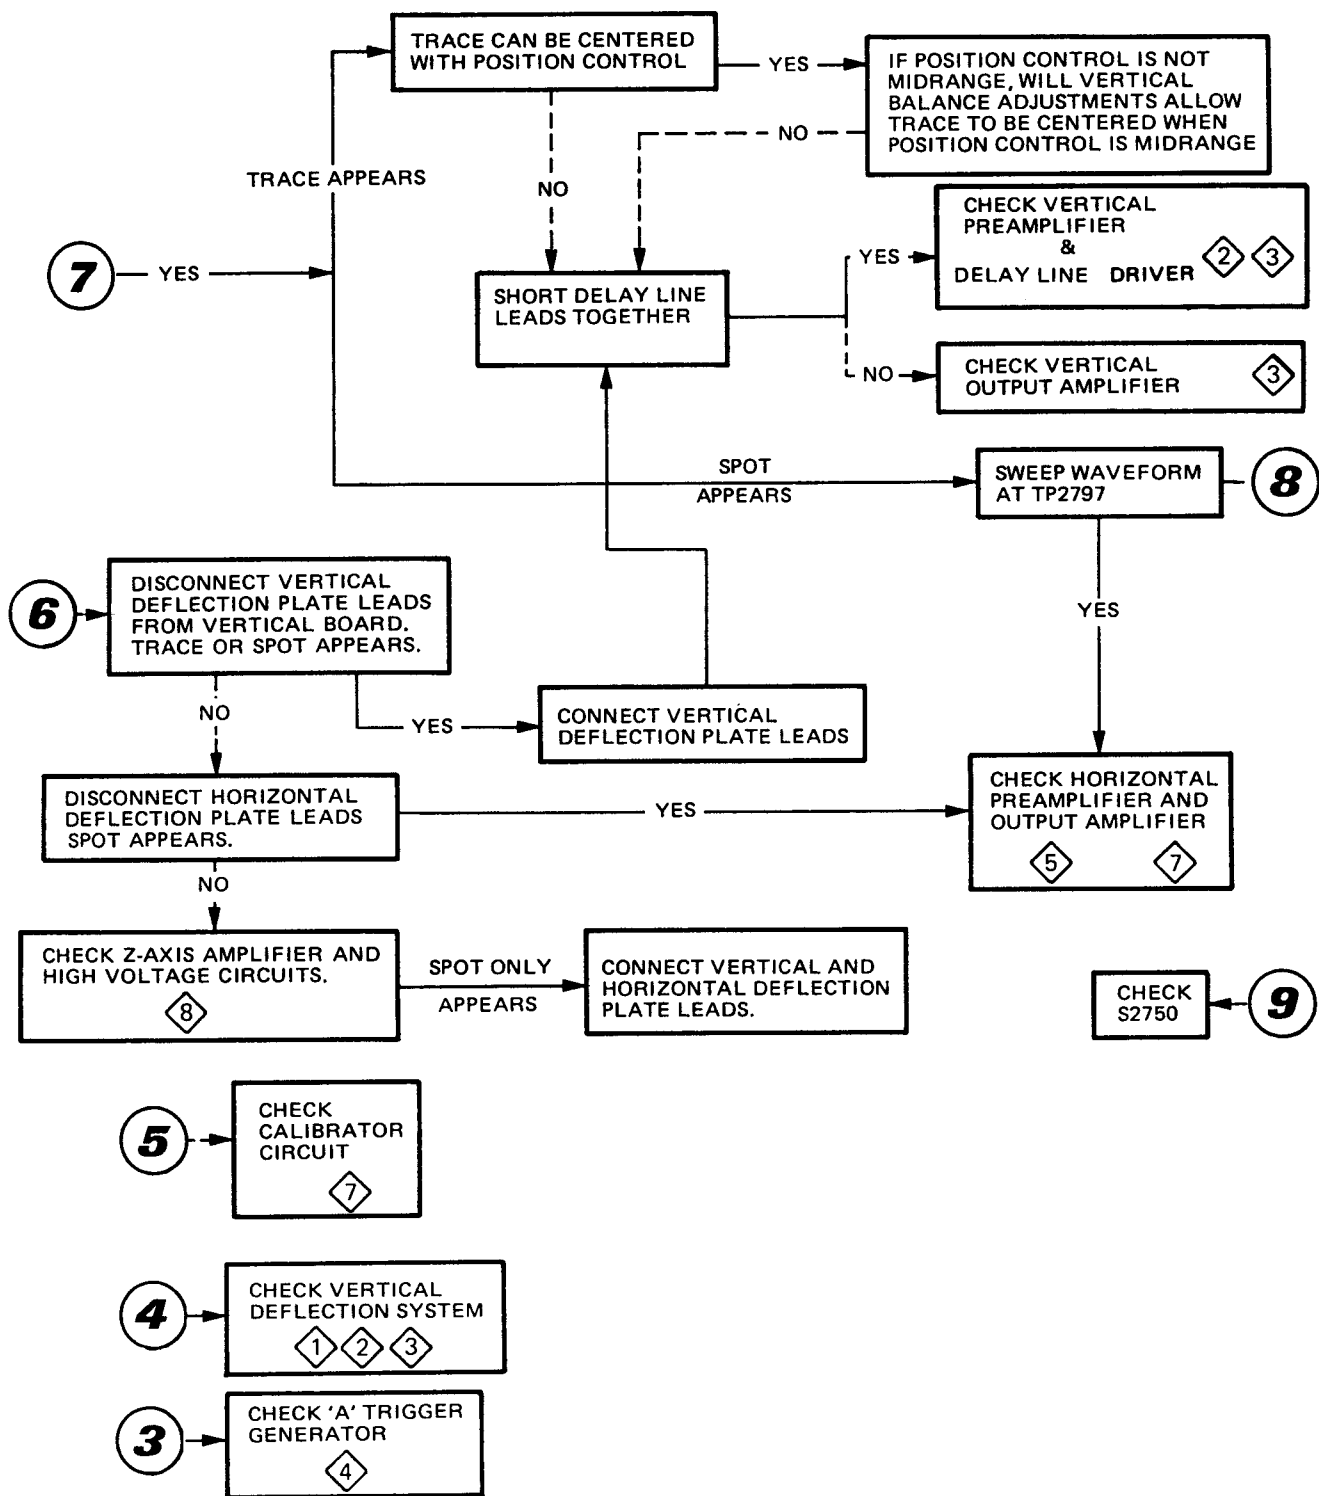 TRACE CAN BE CENTERED
WITH POSITION CONTROL
YES
IF POSITION CONTROL IS NOT
MIDRANGE, WILL VERTICAL
BALANCE ADJUSTMENTS ALLOW
TRACE TO BE CENTERED WHEN
POSITION CONTROL IS MIDRANGE
NO
NO
TRACE APPEARS
7
YES
SHORT DELAY LINE
LEADS TOGETHER
YES
CHECK VERTICAL
PREAMPLIFIER
&
DELAY LINE DRIVER
2 3
NO
CHECK VERTICAL
OUTPUT AMPLIFIER
3
SPOT
APPEARS
SWEEP WAVEFORM
AT TP2797
8
YES
6
DISCONNECT VERTICAL
DEFLECTION PLATE LEADS
FROM VERTICAL BOARD.
TRACE OR SPOT APPEARS.
NO
YES
CONNECT VERTICAL
DEFLECTION PLATE LEADS
DISCONNECT HORIZONTAL
DEFLECTION PLATE LEADS
SPOT APPEARS.
YES
CHECK HORIZONTAL
PREAMPLIFIER AND
OUTPUT AMPLIFIER
5 7
NO
CHECK Z-AXIS AMPLIFIER AND
HIGH VOLTAGE CIRCUITS.
8
SPOT ONLY
APPEARS
CONNECT VERTICAL AND
HORIZONTAL DEFLECTION
PLATE LEADS.
CHECK
S2750
9
5
CHECK
CALIBRATOR
CIRCUIT
7
4
CHECK VERTICAL
DEFLECTION SYSTEM
1 2 3
3
CHECK 'A' TRIGGER
GENERATOR
4